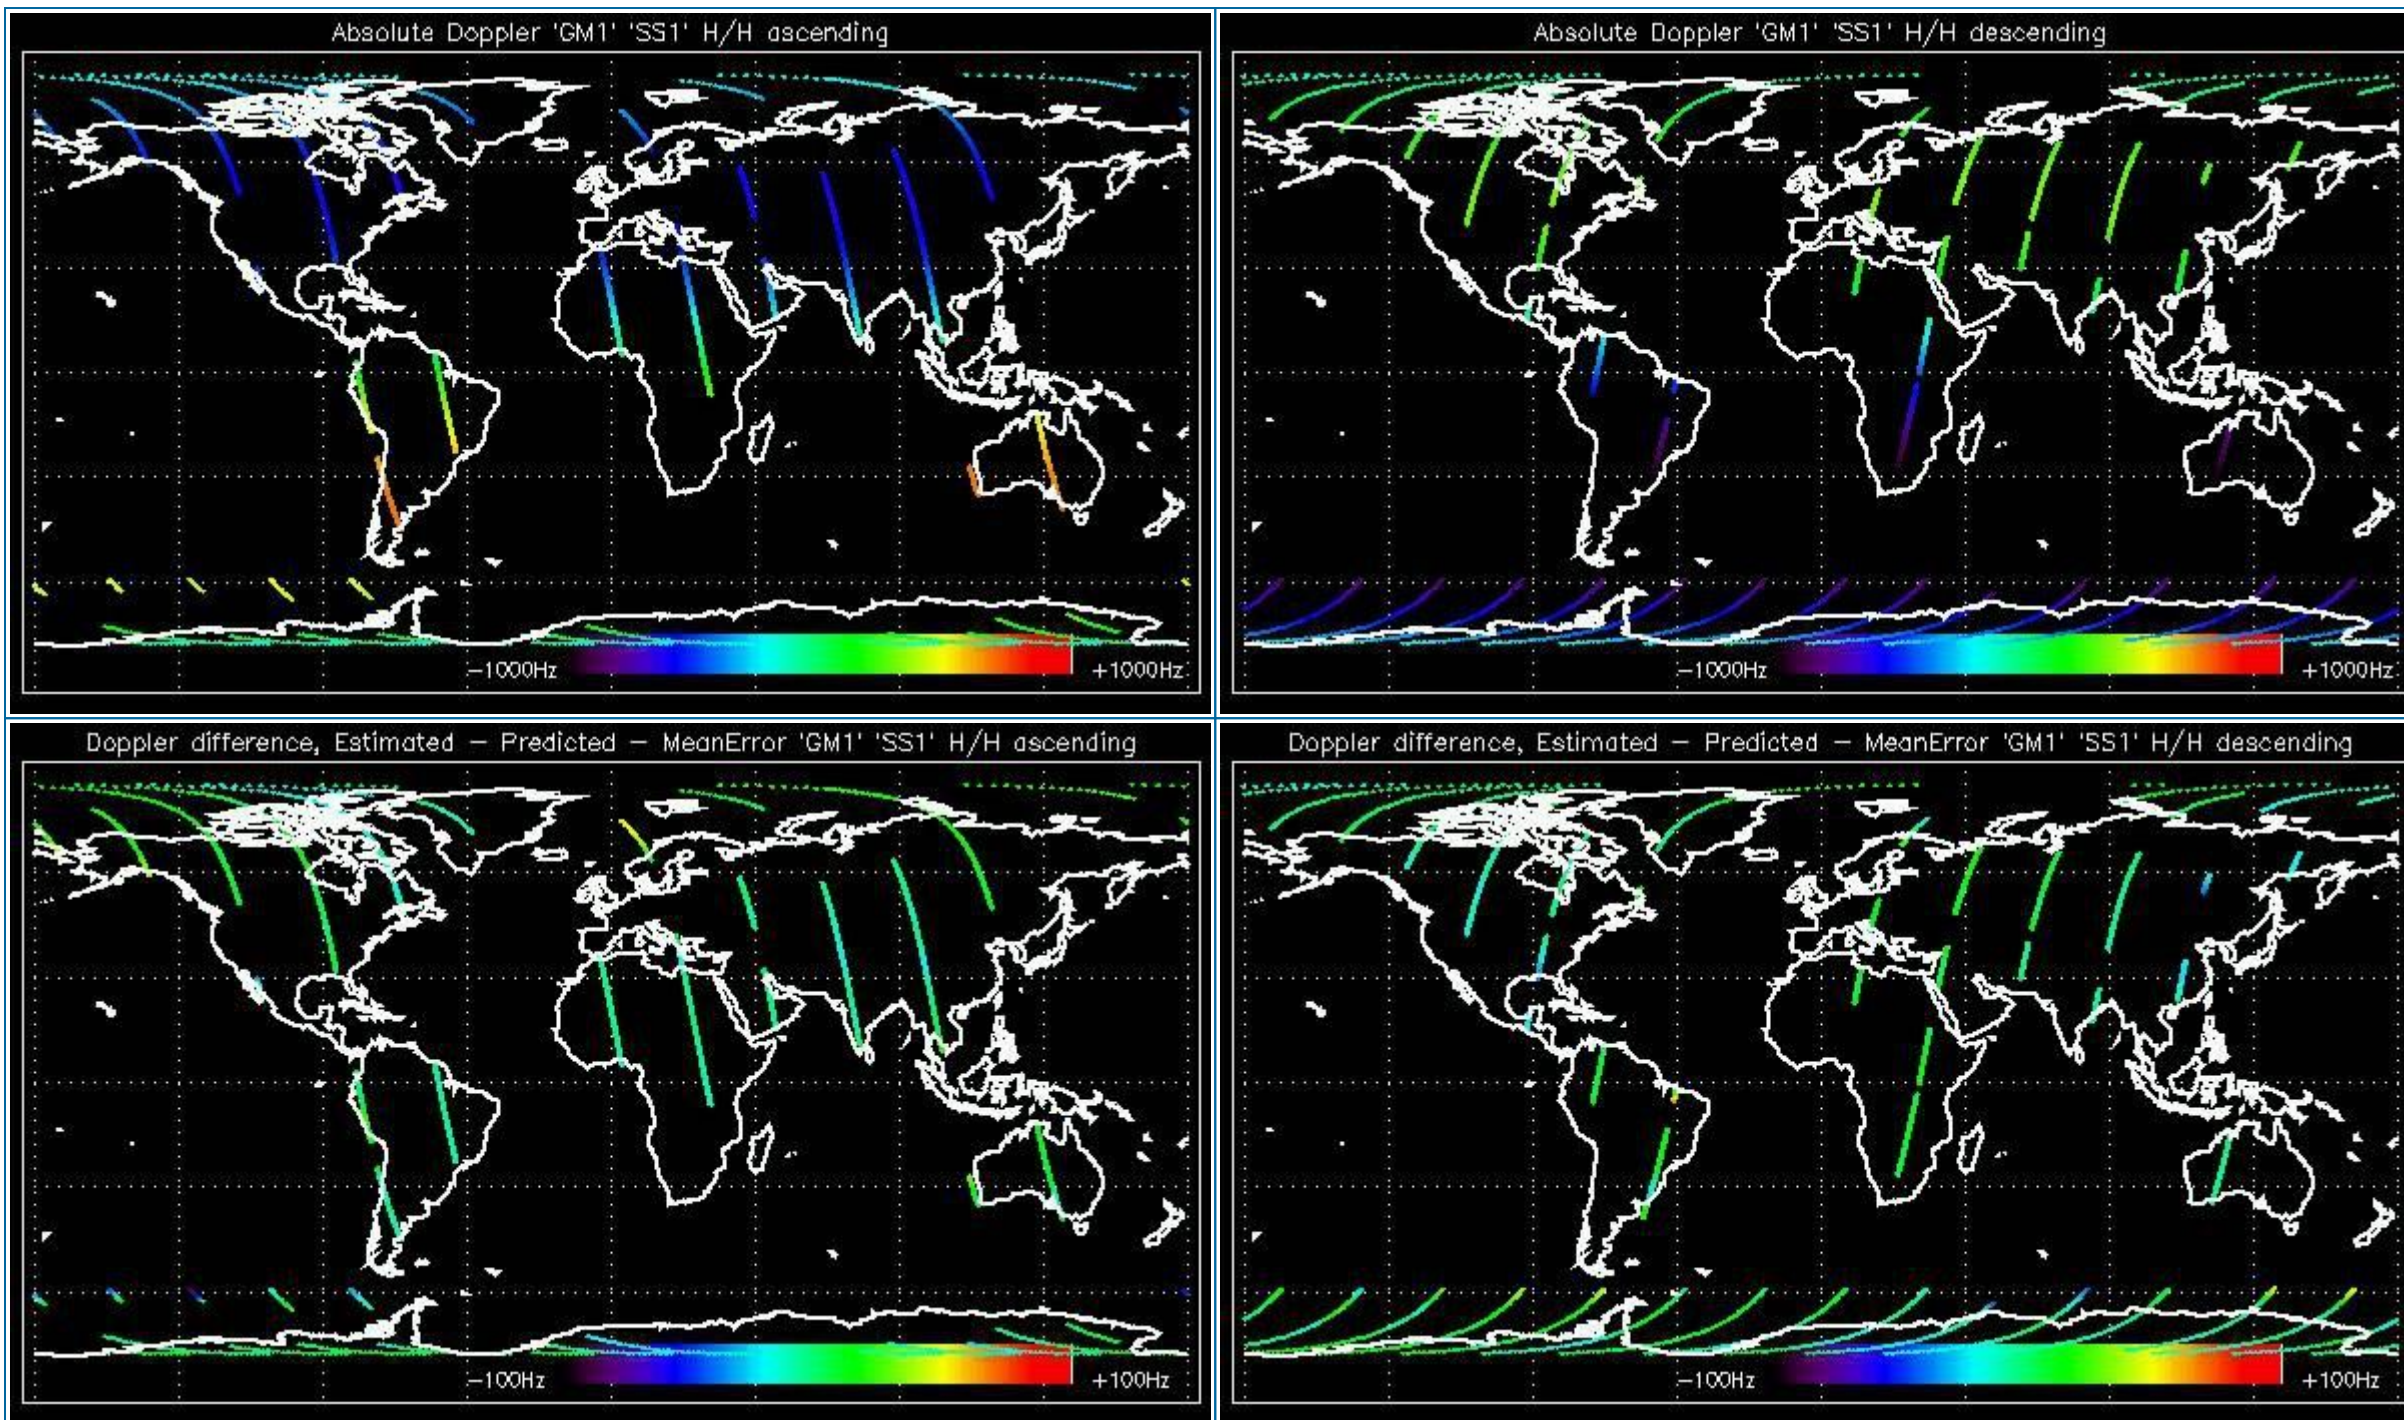 Absolute Doppler 'GM1' 'SS1' H/H ascending
-1000Hz
+1000Hz
Absolute Doppler 'GM1' 'SS1' H/H descending
-1000Hz
+1000Hz
Doppler difference, Estimated - Predicted - MeanError 'GM1' 'SS1' H/H ascending
-100Hz
+100Hz
Doppler difference, Estimated - Predicted - MeanError 'GM1' 'SS1' H/H descending
-100Hz
+100Hz